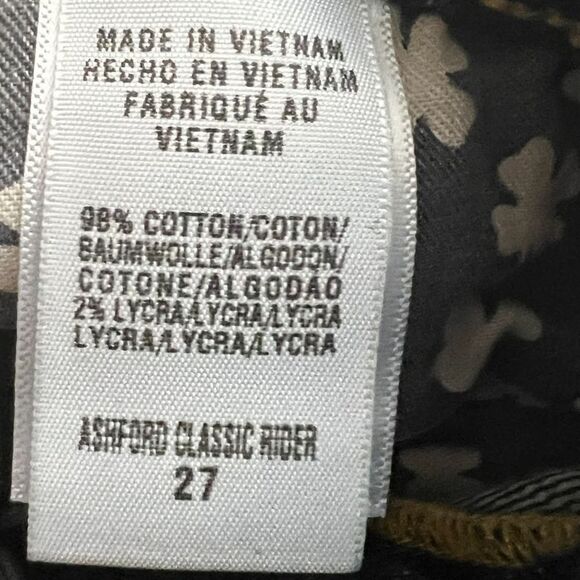 MADE IN VIETNAM
HECHO EN VIETNAM
FABRIQUÉ AU
VIETNAM
98% COTTON/COTON/
BAUMWOLLE/ALGODON/
COTONE/ALGODAO
2% LYCRA/LYCRA/LYCRA
LYCRA/LYCRA/LYCRA
ASHFORD CLASSIC RIDER
27